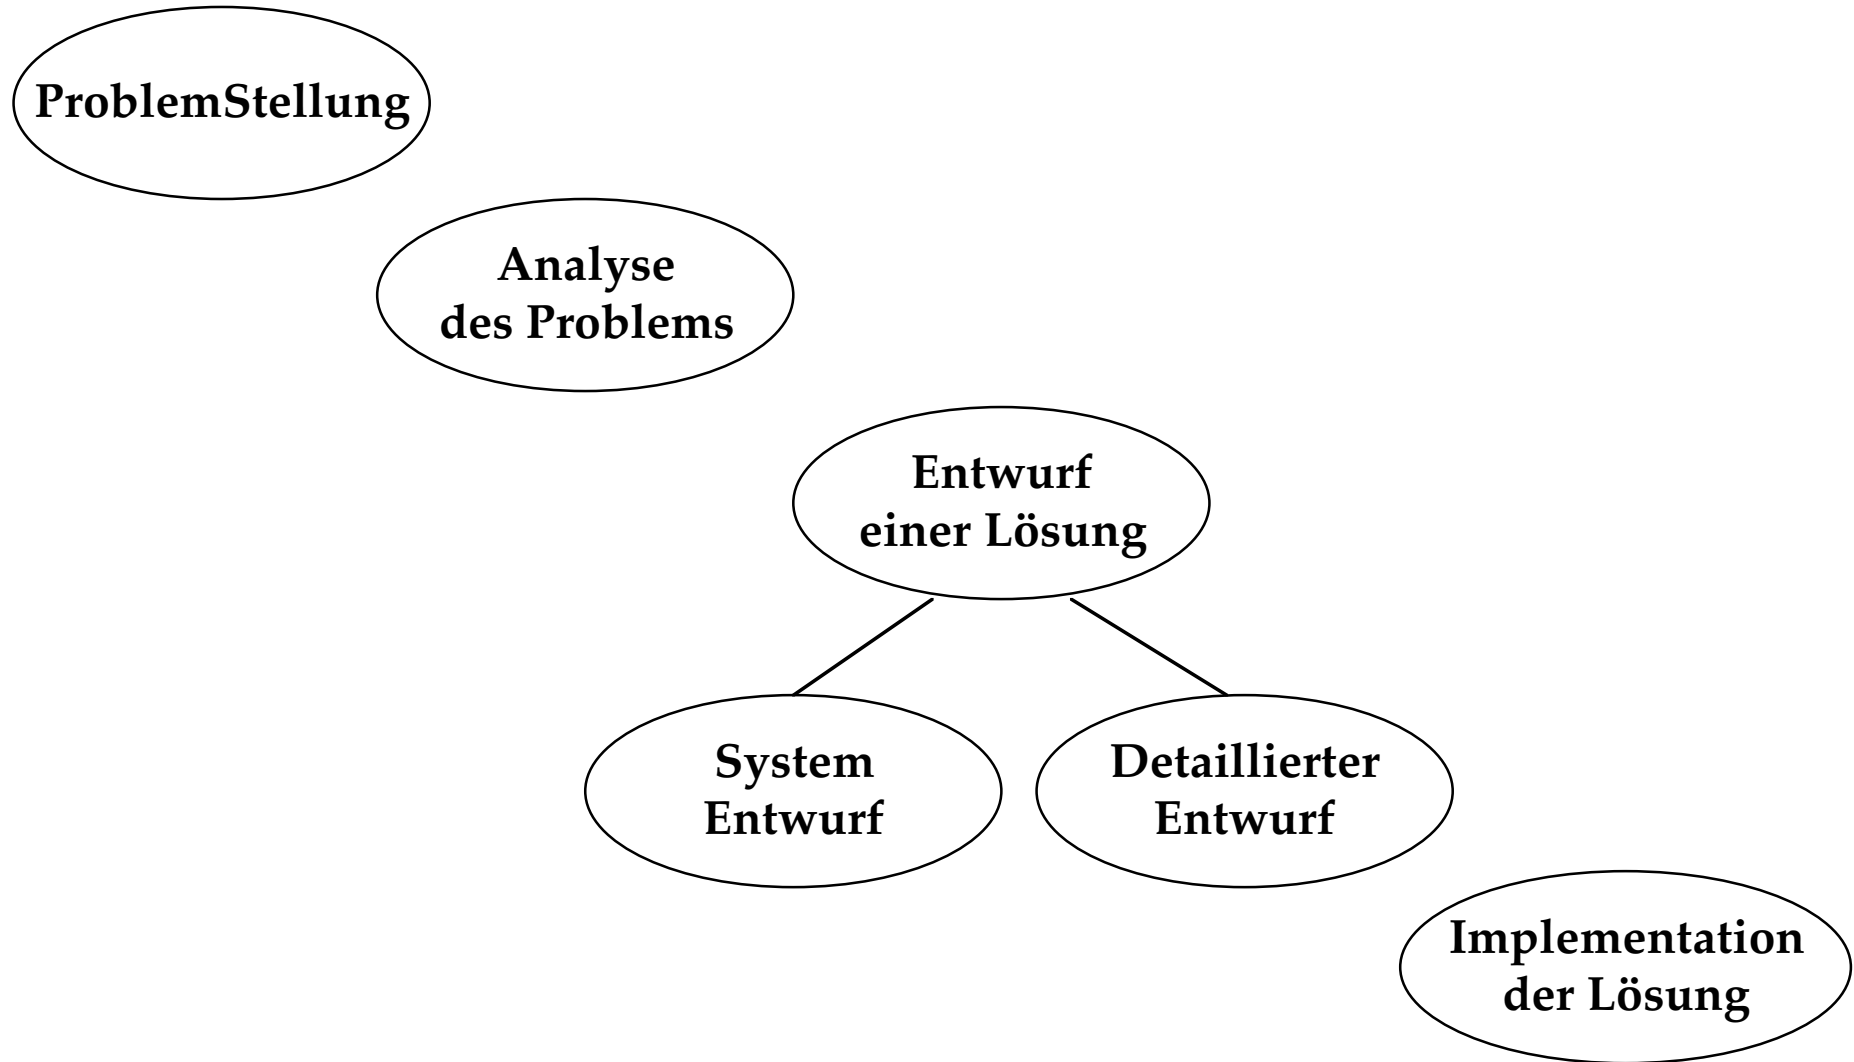 ProblemStellung
Analyse
des Problems
Entwurf
einer Lösung
System
Entwurf
Detaillierter
Entwurf
Implementation
der Lösung